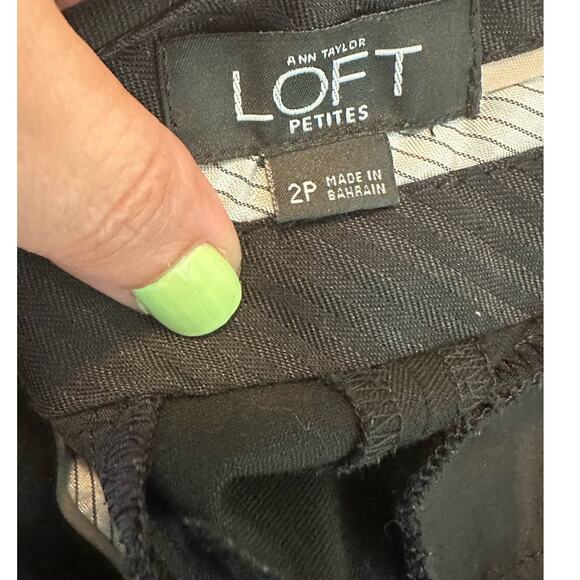 ANN TAYLOR
LOFT
PETITES
2P MADE IN
BAHRAIN